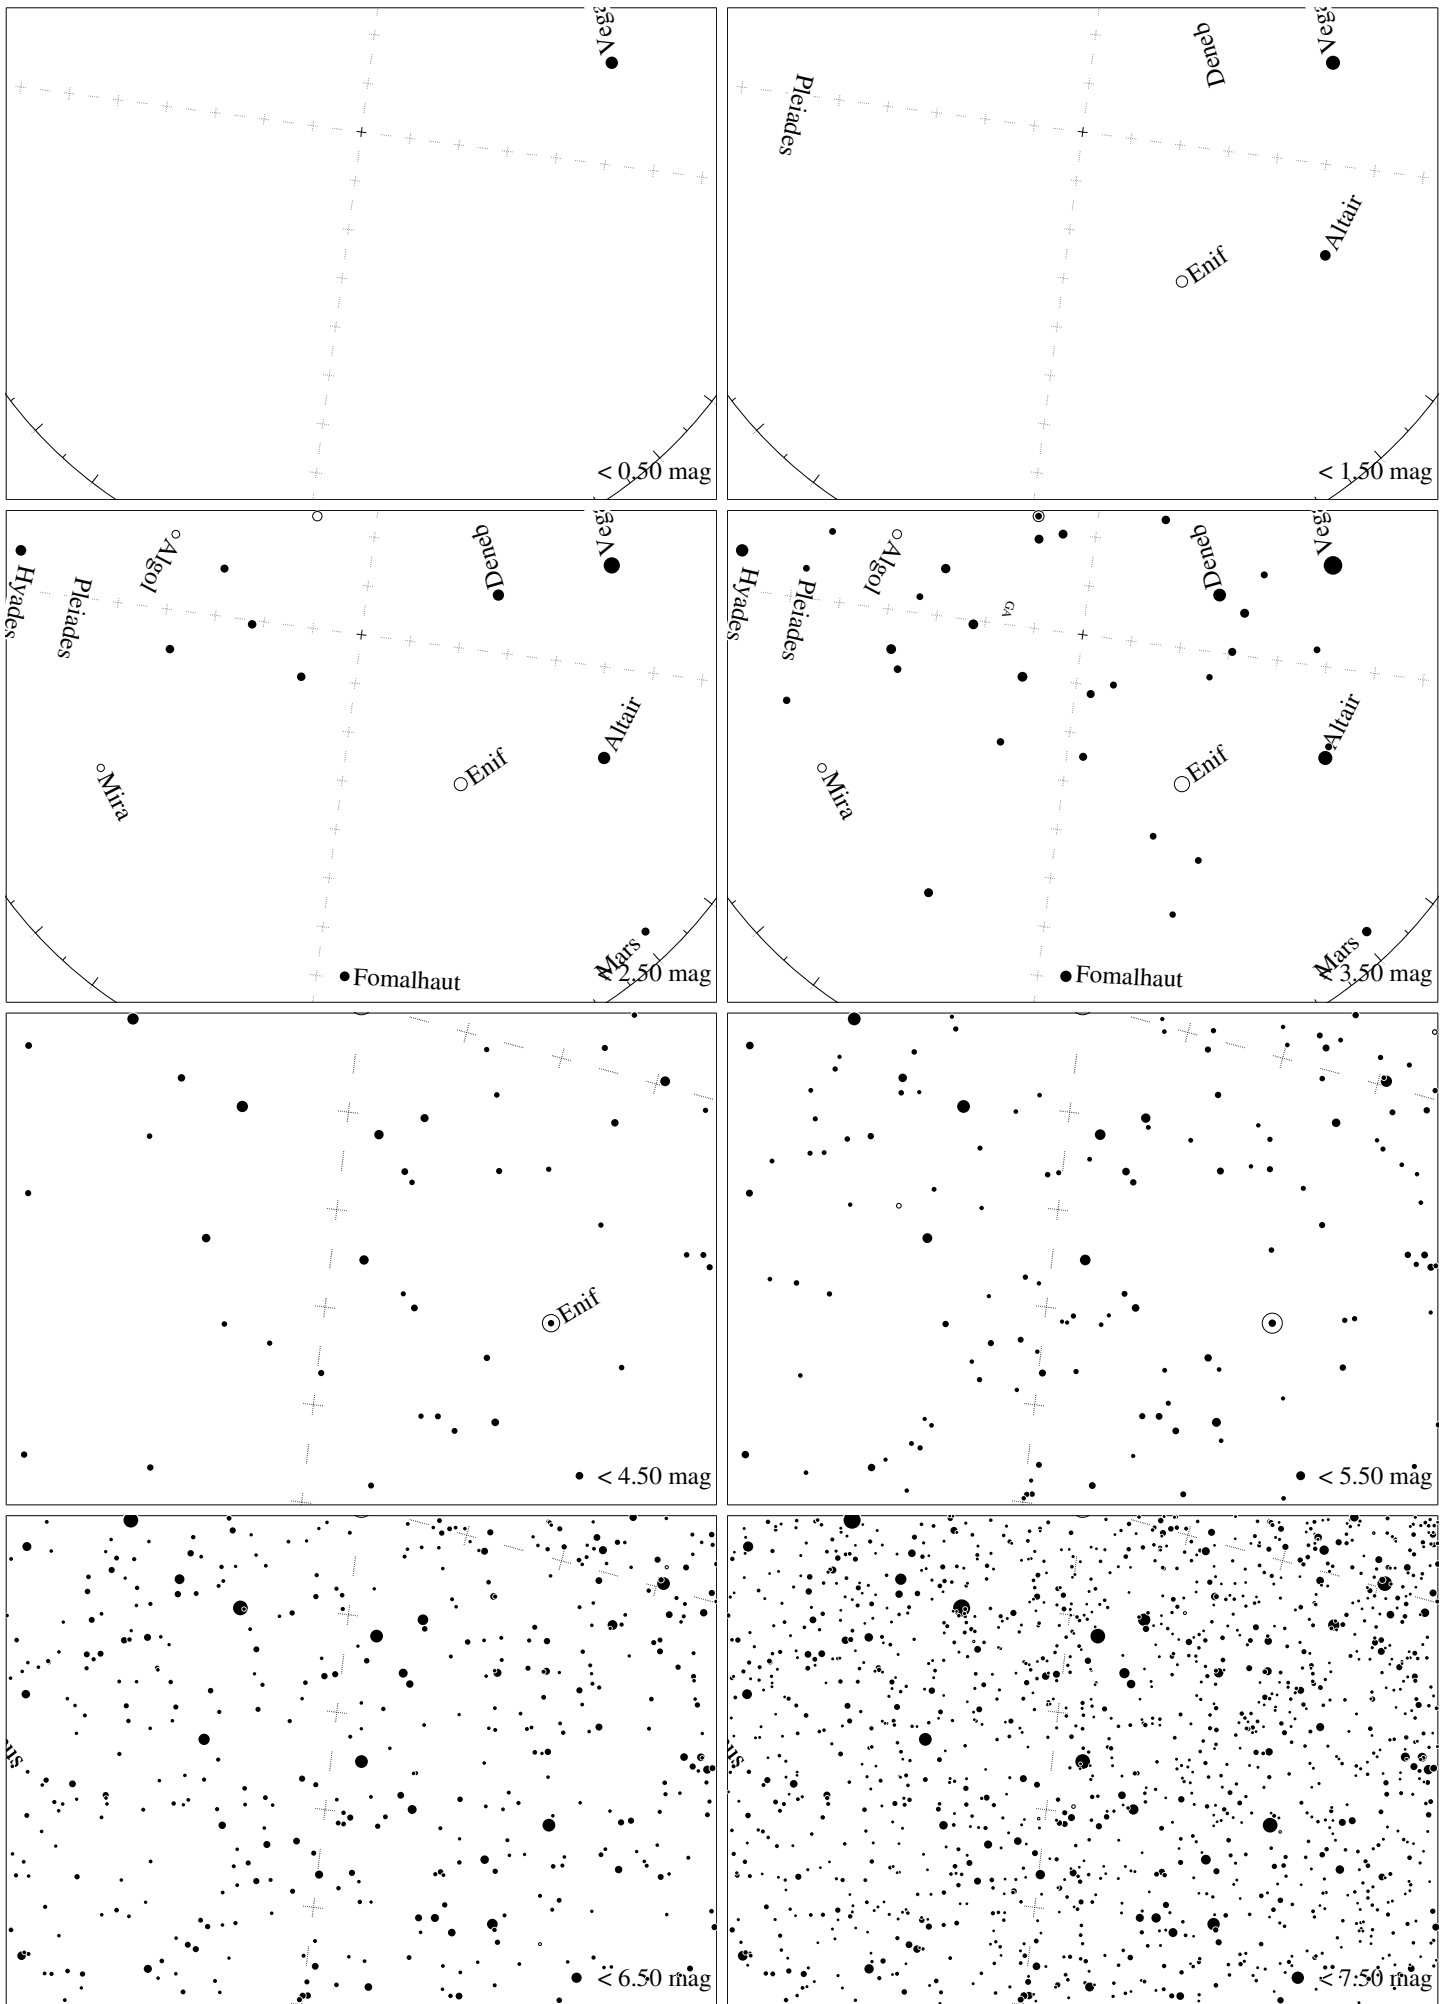 Vega
< 0.50 mag
Vega
Deneb
Pleiades
Altair
Enif
< 1.50 mag
Vega
Algol
Deneb
Hyades
Pleiades
Altair
Enif
Mira
Mars
< 2.50 mag
Fomalhaut
Vega
Algol
Deneb
Hyades
Pleiades
GA
Altair
Enif
Mira
Mars
< 3.50 mag
Fomalhaut
Enif
< 4.50 mag
< 5.50 mag
< 6.50 mag
< 7.50 mag